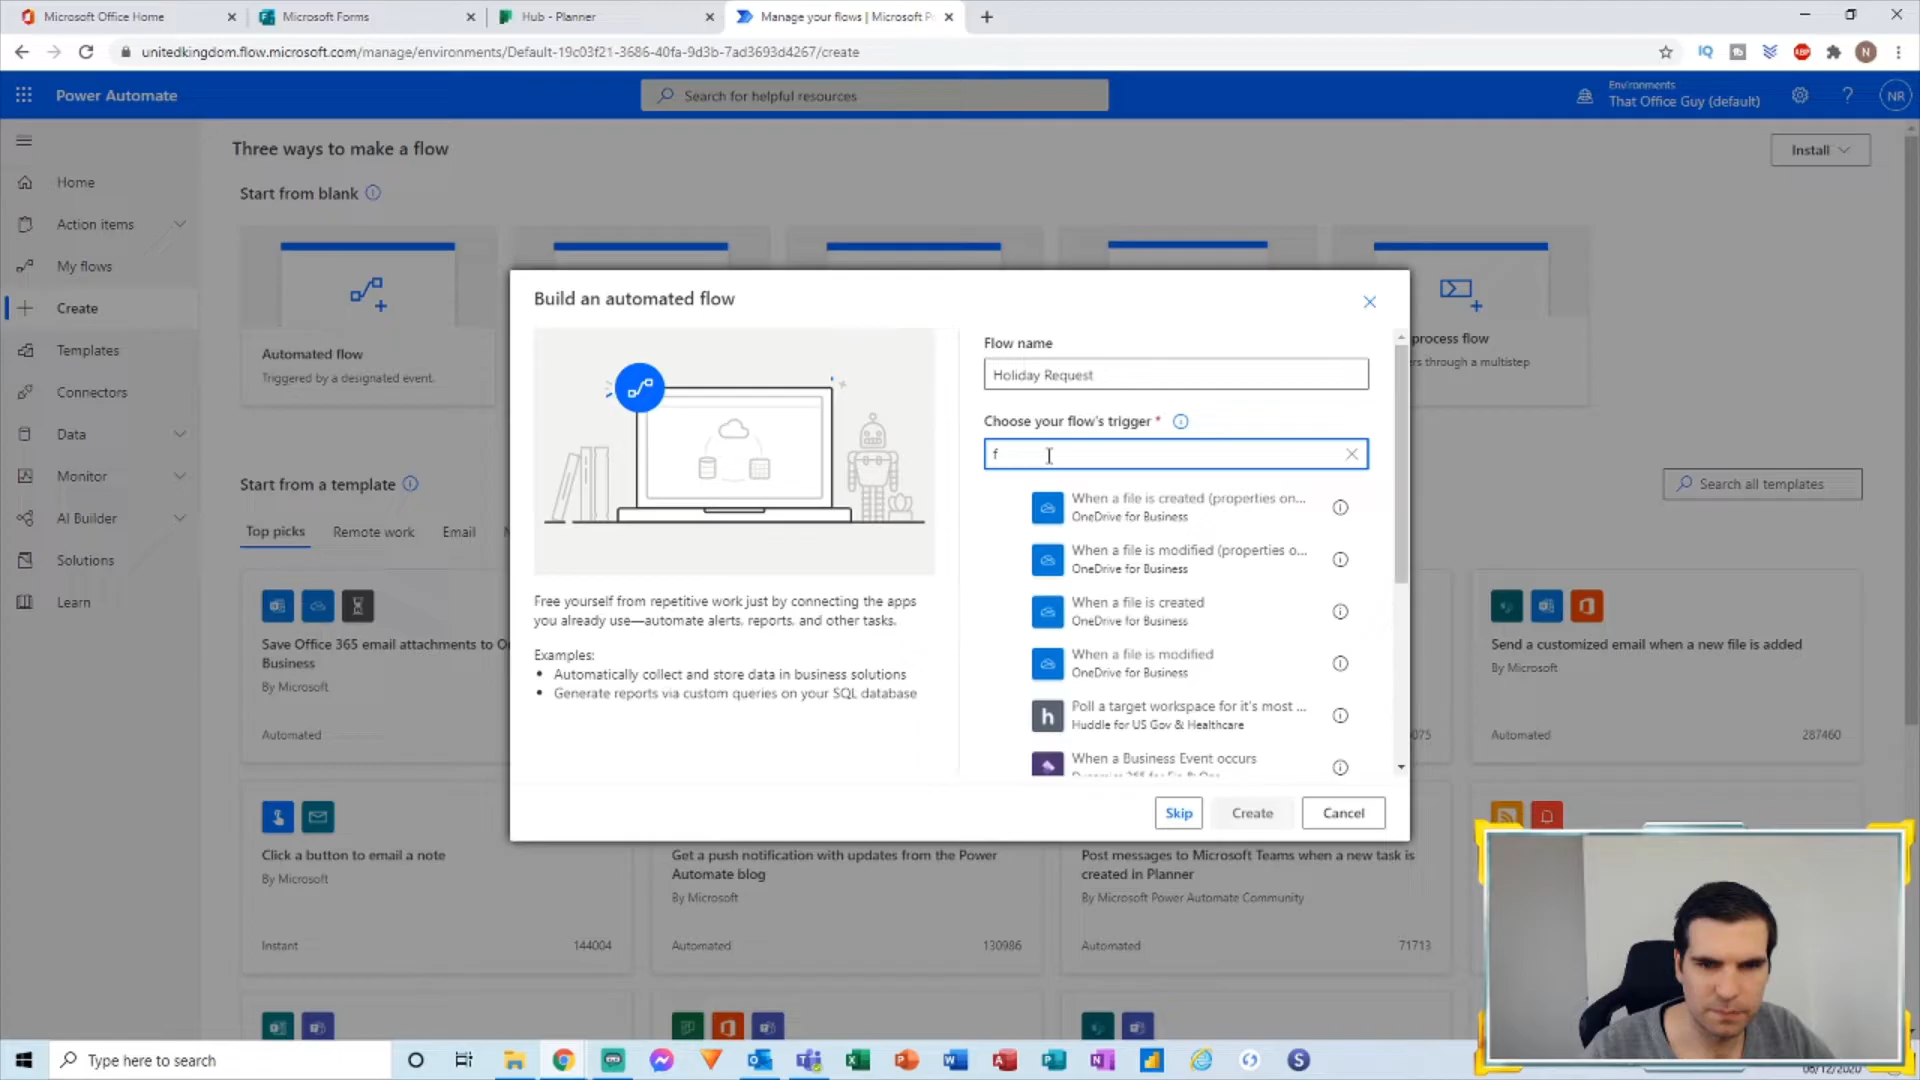 Microsoft Office Home
Microsoft Forms
Hub - Planner
Manage your flows | Microsoft P
unitedkingdom.flow.microsoft.com/manage/environments/Default-19c03f21-3686-40fa-9d3b-7ad3693d4267/create
Power Automate
Search for helpful resources
Environments
That Office Guy (default)
NR
Three ways to make a flow
Install
Home
Start from blank
Action items
My flows
Create
Templates
Connectors
Data
Monitor
AI Builder
Solutions
Learn
Automated flow
Triggered by a designated event.
process flow
rs through a multistep
Build an automated flow
Free yourself from repetitive work just by connecting the apps
you already use—automate alerts, reports, and other tasks.
Examples:
• Automatically collect and store data in business solutions
• Generate reports via custom queries on your SQL database
Flow name
Holiday Request
Choose your flow's trigger *
f
When a file is created (properties on...
OneDrive for Business
When a file is modified (properties o...
OneDrive for Business
When a file is created
OneDrive for Business
When a file is modified
OneDrive for Business
Poll a target workspace for it's most ...
Huddle for US Gov & Healthcare
When a Business Event occurs
Dynamics 365 for Fin & Ops
Skip
Create
Cancel
Start from a template
Search all templates
Top picks
Remote work
Email
Save Office 365 email attachments to On
Business
By Microsoft
Automated
Send a customized email when a new file is added
By Microsoft
6075
Automated
287460
Click a button to email a note
By Microsoft
Instant
144004
Get a push notification with updates from the Power
Automate blog
By Microsoft
Automated
130986
Post messages to Microsoft Teams when a new task is
created in Planner
By Microsoft Power Automate Community
Automated
71713
Type here to search
06/12/2020